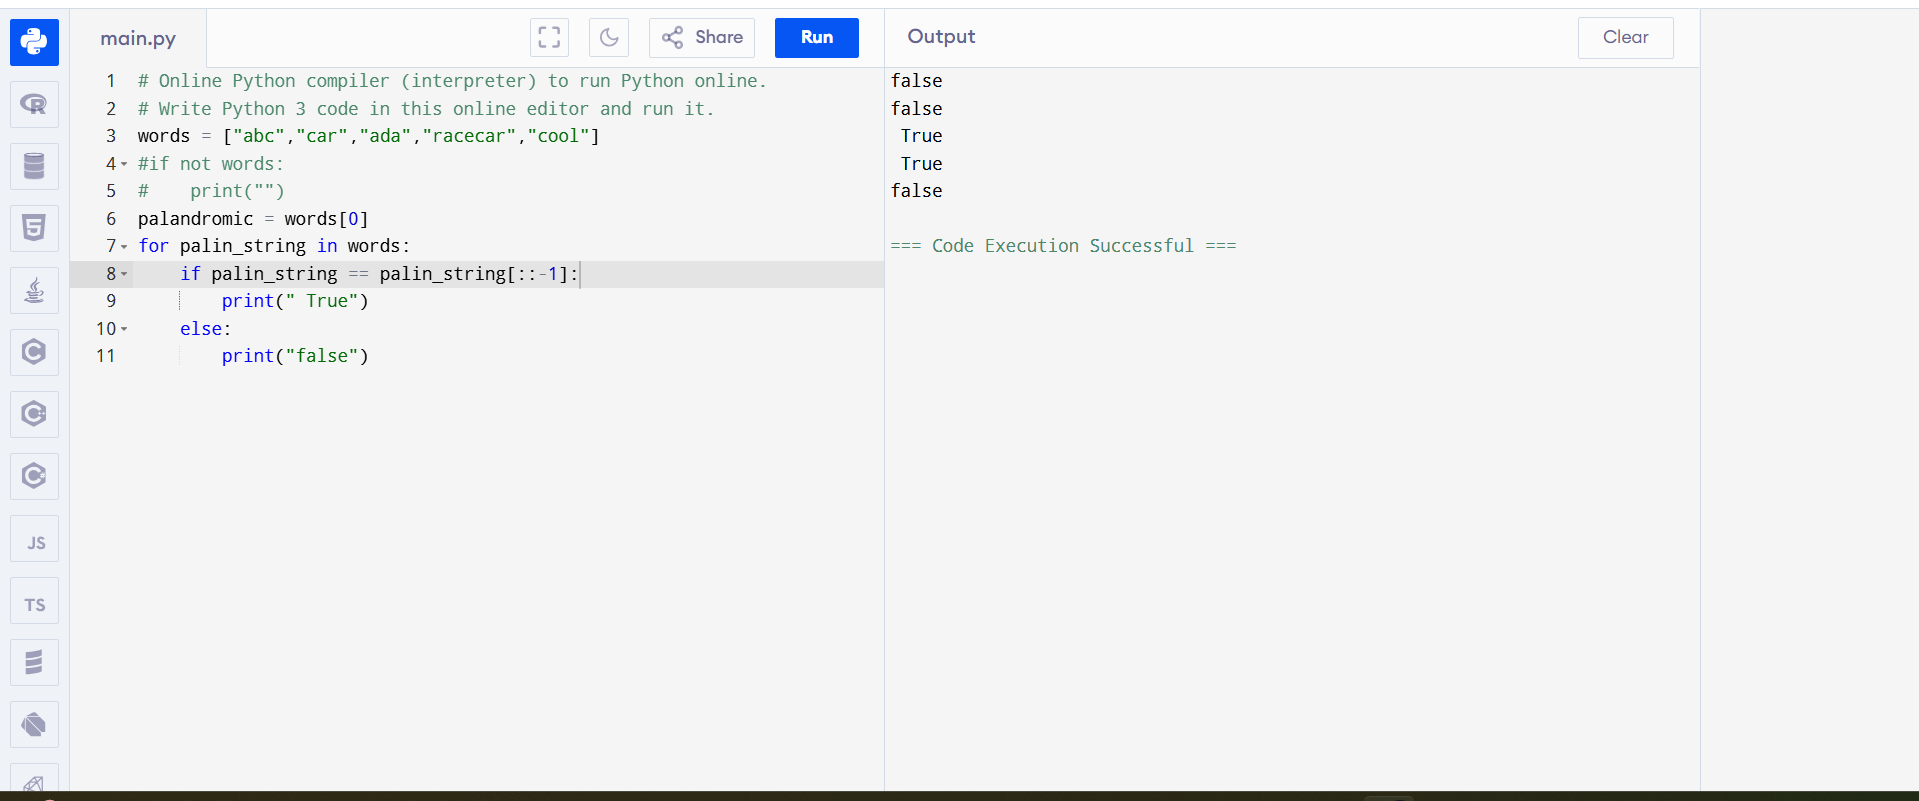 main.py
Share
Run
Output
Clear
1 # Online Python compiler (interpreter) to run Python online.
2 # Write Python 3 code in this online editor and run it.
3 words = ["abc","car","ada","racecar","cool"]
4 #if not words:
5 #    print("")
6 palandromic = words[0]
7 for palin_string in words:
8     if palin_string == palin_string[::-1]:
9         print(" True")
10     else:
11         print("false")
false
false
 True
 True
false
=== Code Execution Successful ===
JS
TS